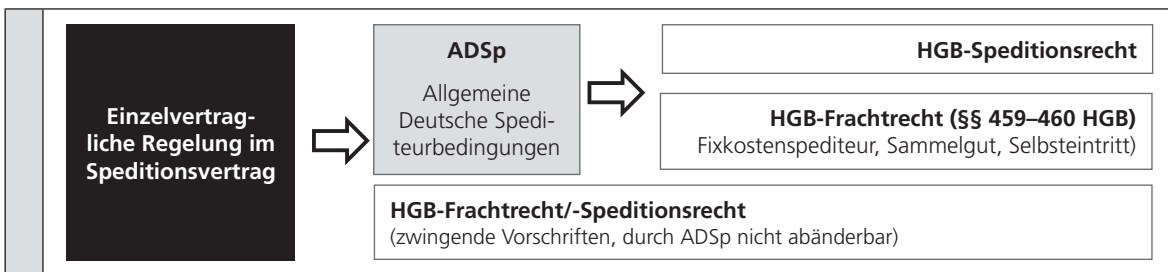 Einzelvertrag-
liche Regelung im
Speditionsvertrag
ADSp
Allgemeine
Deutsche Spedi-
teurbedingungen
HGB-Speditionsrecht
HGB-Frachtrecht (§§ 459–460 HGB)
Fixkostenspediteur, Sammelgut, Selbsteintritt)
HGB-Frachtrecht/-Speditionsrecht
(zwingende Vorschriften, durch ADSp nicht abänderbar)